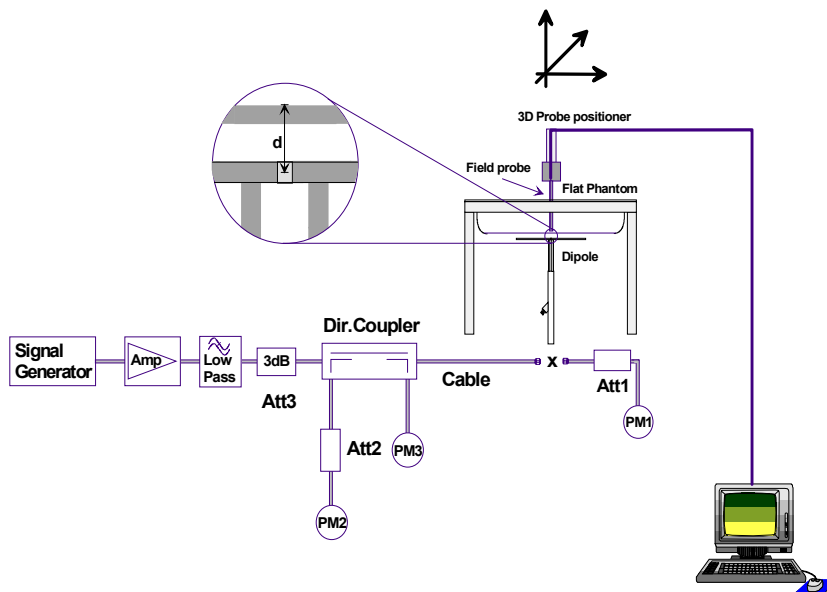 3D Probe positioner
d
Field probe
Flat Phantom
Dipole
Dir.Coupler
Signal
Generator
Amp
Low
Pass
3dB
Att3
Cable
x
Att1
PM1
Att2
PM3
PM2